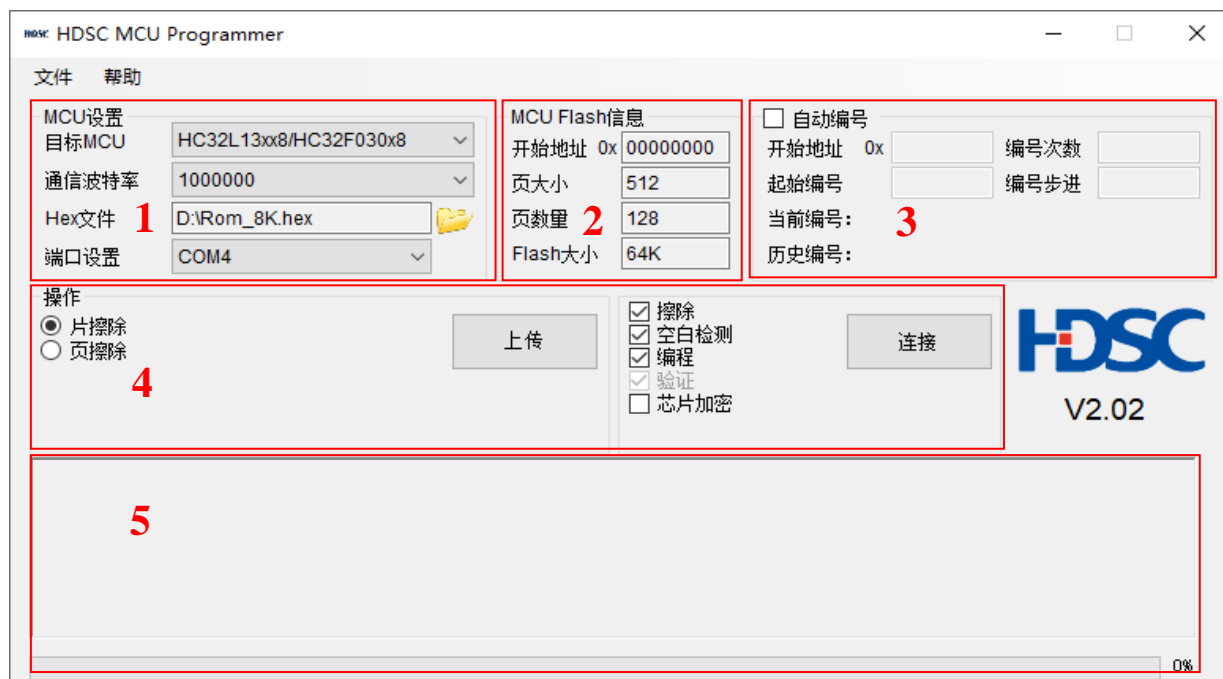 HDSC HDSC MCU Programmer
文件 帮助
MCU设置
目标MCU HC32L13xx8/HC32F030x8
通信波特率 1000000
Hex文件 D:\Rom_8K.hex
端口设置 COM4
1
MCU Flash信息
开始地址 0x 00000000
页大小 512
页数量 128
Flash大小 64K
2
自动编号
开始地址 0x 编号次数
起始编号 编号步进
当前编号:
历史编号:
3
操作
片擦除
页擦除
上传
4
擦除
空白检测
编程
验证
芯片加密
连接
HDSC
V2.02
5
0%